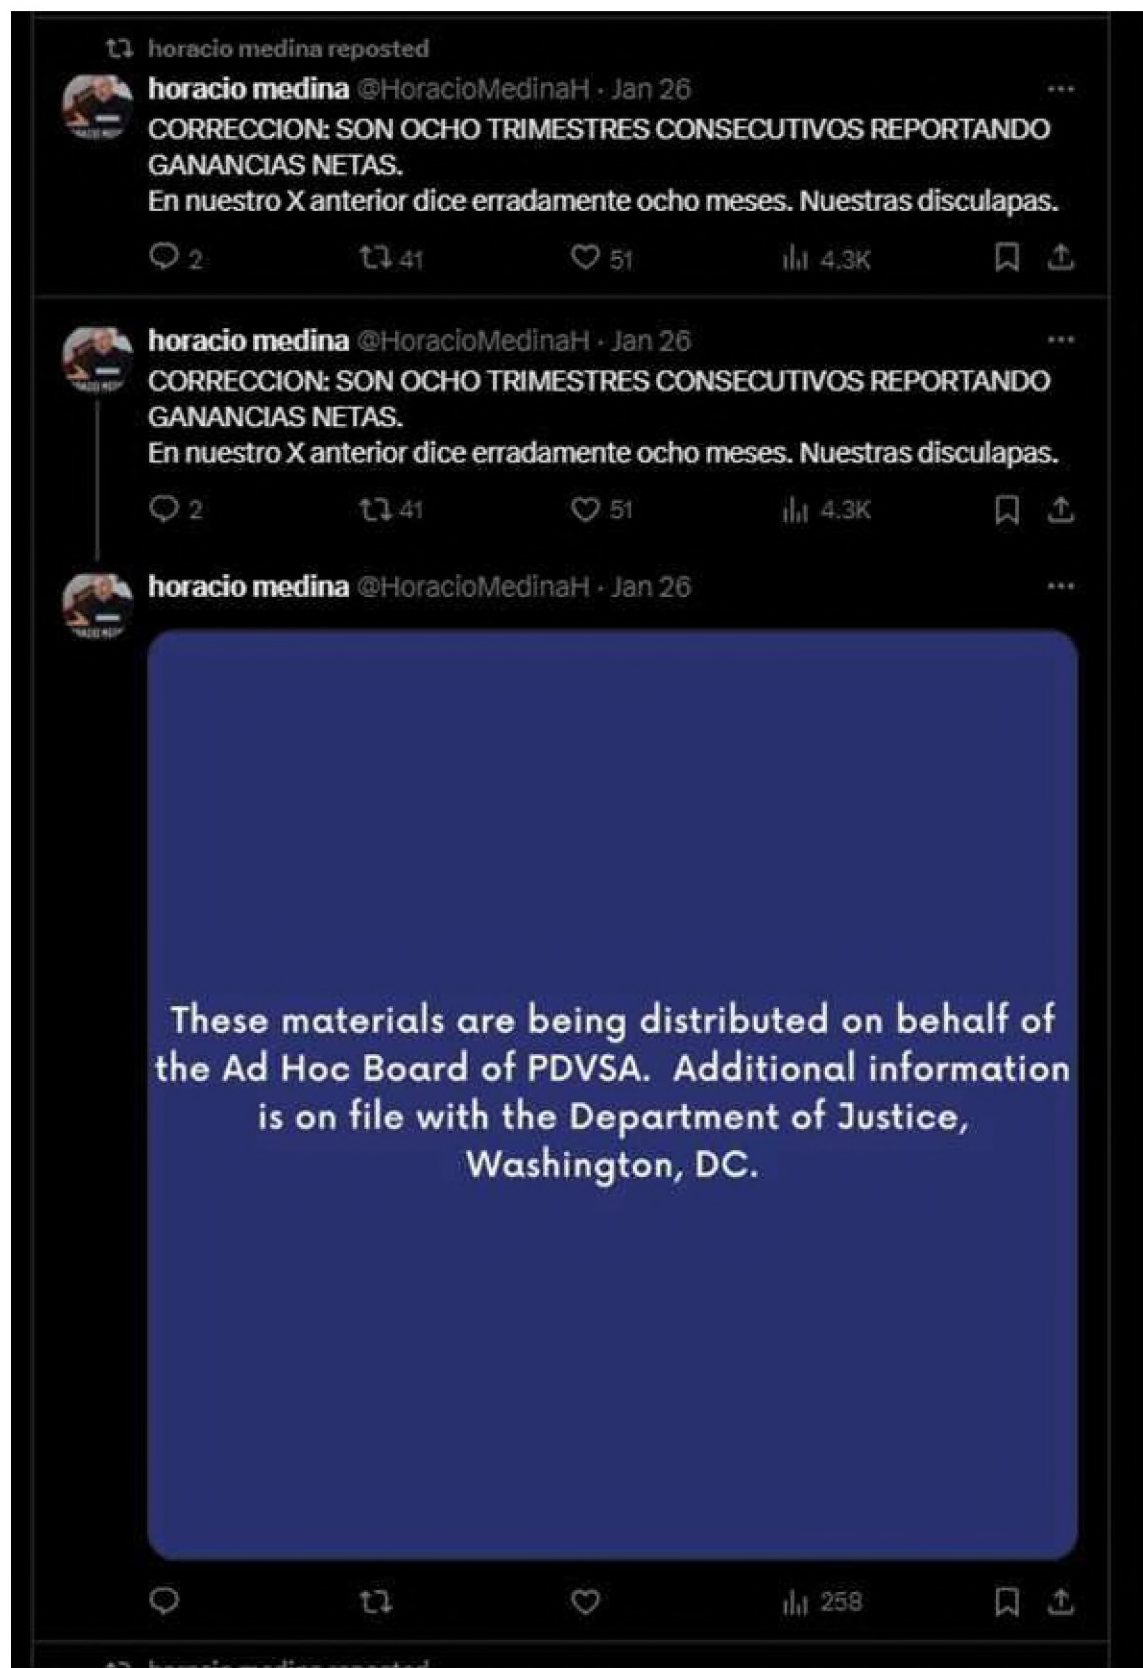 horacio medina reposted
horacio medina @HoracioMedinaH · Jan 26
CORRECCION: SON OCHO TRIMESTRES CONSECUTIVOS REPORTANDO
GANANCIAS NETAS.
En nuestro X anterior dice erradamente ocho meses. Nuestras disculapas.
2 41 51 4.3K
horacio medina @HoracioMedinaH · Jan 26
CORRECCION: SON OCHO TRIMESTRES CONSECUTIVOS REPORTANDO
GANANCIAS NETAS.
En nuestro X anterior dice erradamente ocho meses. Nuestras disculapas.
2 41 51 4.3K
horacio medina @HoracioMedinaH · Jan 26
These materials are being distributed on behalf of
the Ad Hoc Board of PDVSA. Additional information
is on file with the Department of Justice,
Washington, DC.
258